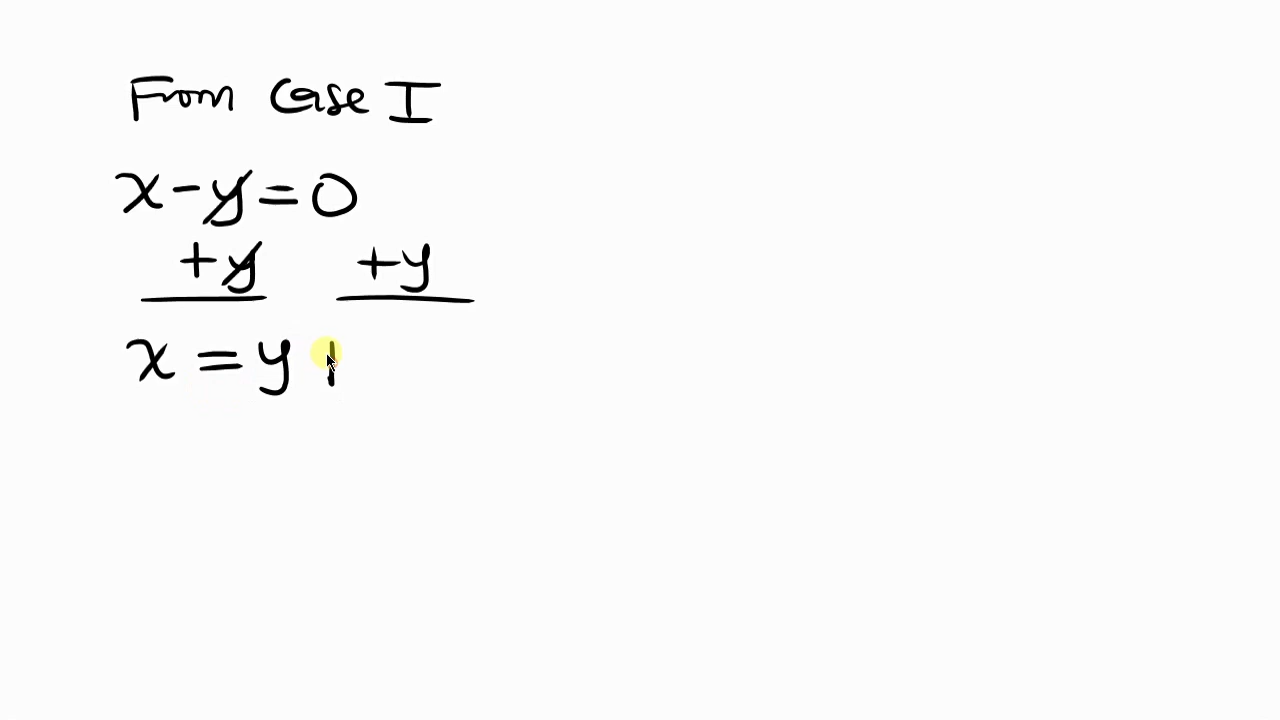 From Case I
x - y = 0
+y +y
x = y